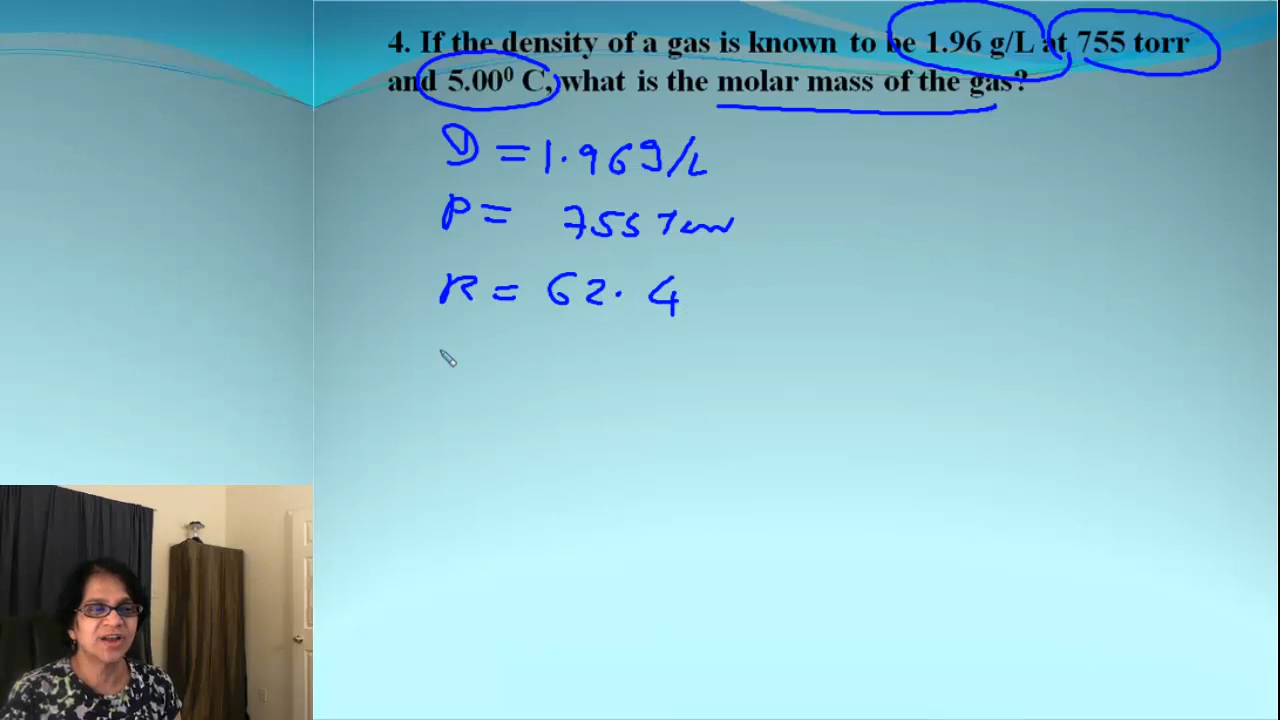 4. If the density of a gas is known to be 1.96 g/L at 755 torr
and 5.00⁰ C, what is the molar mass of the gas?
D = 1.96g/L
P = 755 Torr
R = 62.4